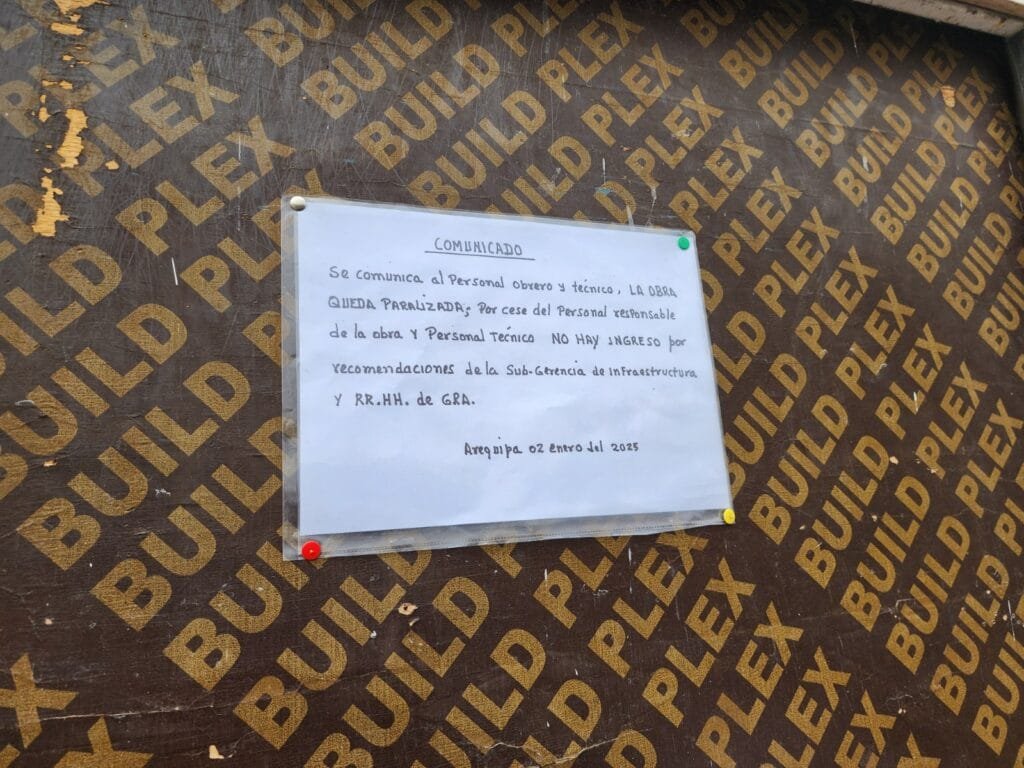 COMUNICADO
Se comunica al Personal obrero y técnico, LA OBRA
QUEDA PARALIZADA; Por cese del Personal responsable
de la obra y Personal Técnico NO HAY INGRESO por
recomendaciones de la Sub-Gerencia de Infraestructura
Y RR.HH. de GRA.
Arequipa 02 enero del 2025
BUILD PLEX